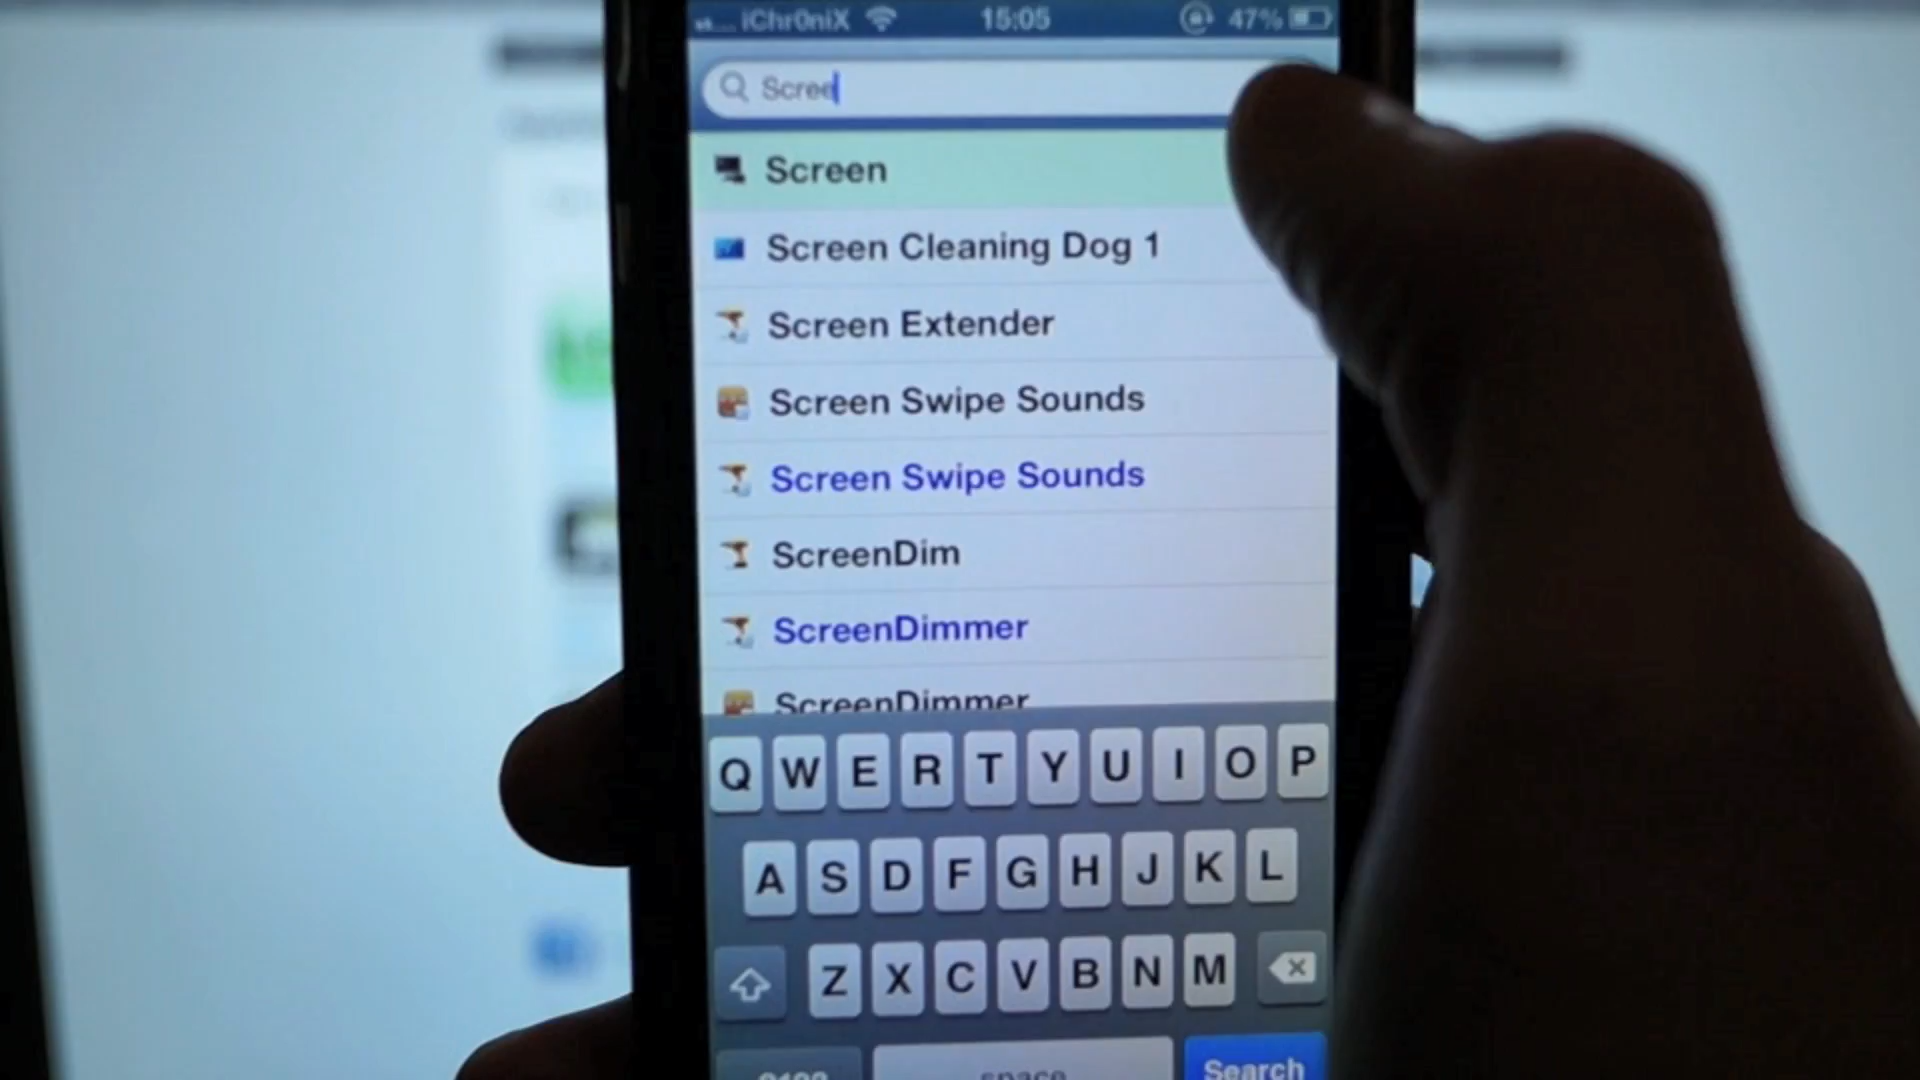 iChr0niX 15:05 47%
Scree
Screen
Screen Cleaning Dog 1
Screen Extender
Screen Swipe Sounds
Screen Swipe Sounds
ScreenDim
ScreenDimmer
ScreenDimmer
Q W E R T Y U I O P
A S D F G H J K L
Z X C V B N M
space Search